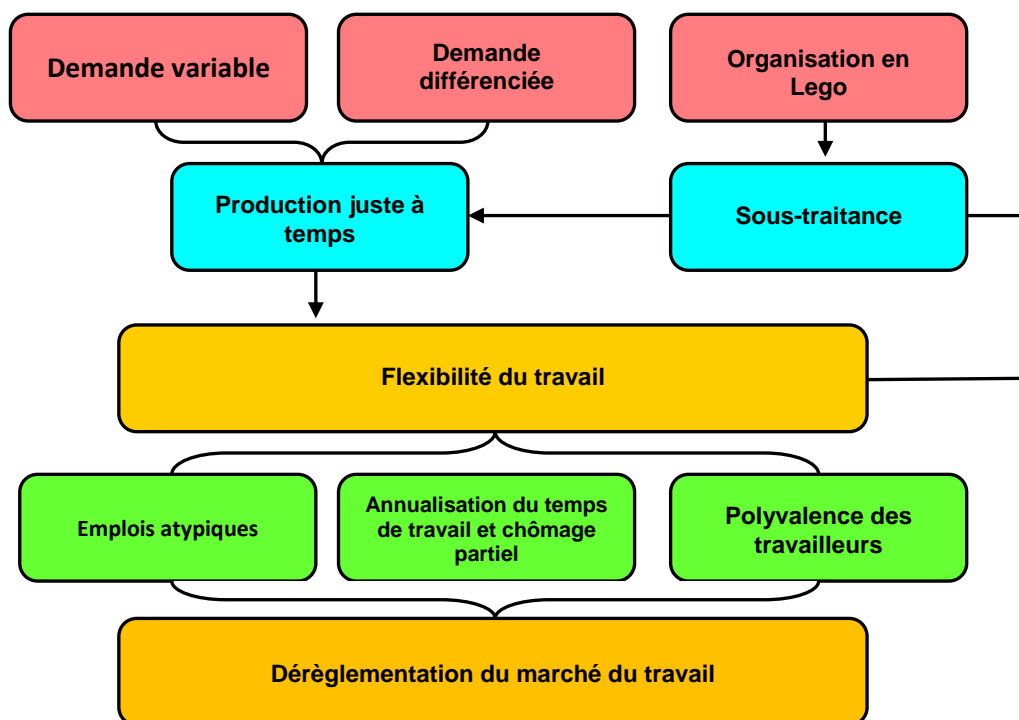 Demande variable
Demande
différenciée
Organisation en
Lego
Production juste à
temps
Sous-traitance
Flexibilité du travail
Emplois atypiques
Annualisation du temps
de travail et chômage
partiel
Polyvalence des
travailleurs
Dérèglementation du marché du travail